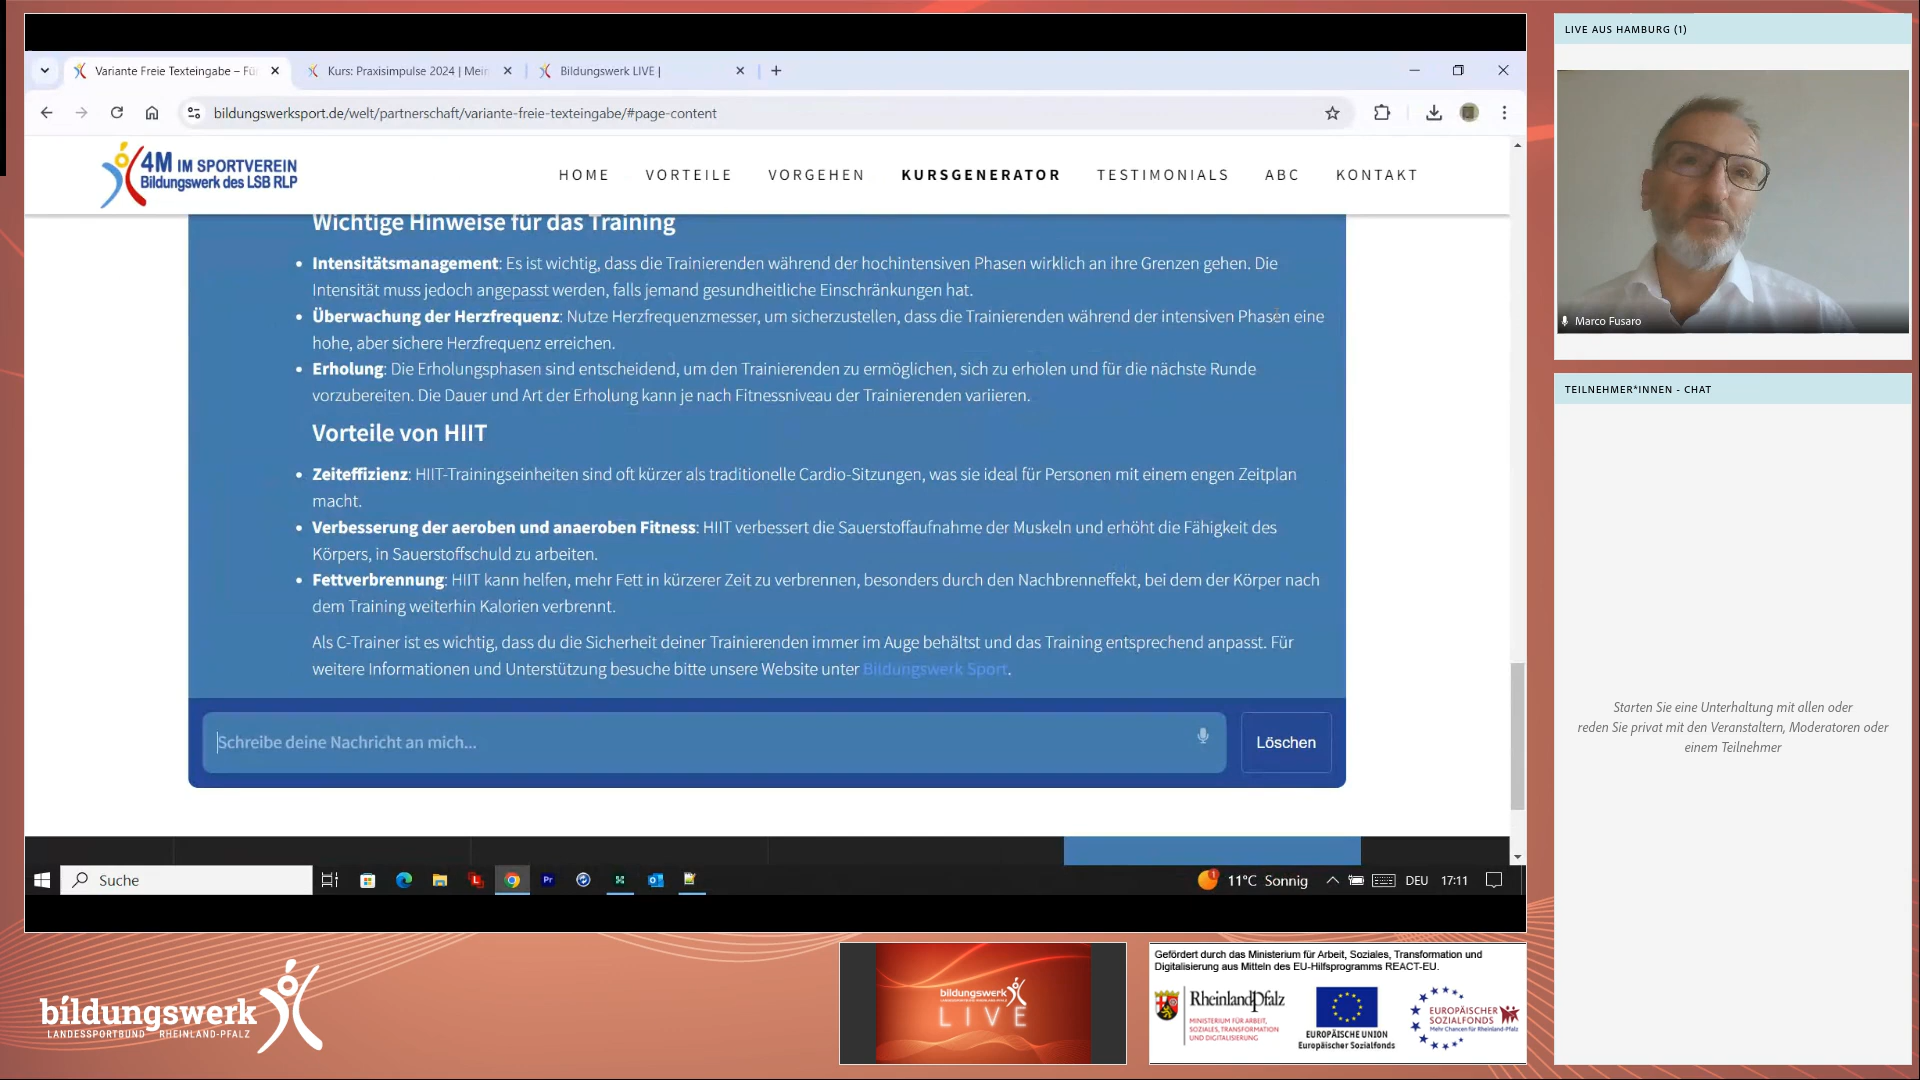 Variante Freie Texteingabe – Fü
Kurs: Praxisimpulse 2024 | Mein
Bildungswerk LIVE |
bildungswerksport.de/welt/partnerschaft/variante-freie-texteingabe/#page-content
4M IM SPORTVEREIN
Bildungswerk des LSB RLP
HOME
VORTEILE
VORGEHEN
KURSGENERATOR
TESTIMONIALS
ABC
KONTAKT
Wichtige Hinweise für das Training
Intensitätsmanagement: Es ist wichtig, dass die Trainierenden während der hochintensiven Phasen wirklich an ihre Grenzen gehen. Die
Intensität muss jedoch angepasst werden, falls jemand gesundheitliche Einschränkungen hat.
Überwachung der Herzfrequenz: Nutze Herzfrequenzmesser, um sicherzustellen, dass die Trainierenden während der intensiven Phasen eine
hohe, aber sichere Herzfrequenz erreichen.
Erholung: Die Erholungsphasen sind entscheidend, um den Trainierenden zu ermöglichen, sich zu erholen und für die nächste Runde
vorzubereiten. Die Dauer und Art der Erholung kann je nach Fitnessniveau der Trainierenden variieren.
Vorteile von HIIT
Zeiteffizienz: HIIT-Trainingseinheiten sind oft kürzer als traditionelle Cardio-Sitzungen, was sie ideal für Personen mit einem engen Zeitplan
macht.
Verbesserung der aeroben und anaeroben Fitness: HIIT verbessert die Sauerstoffaufnahme der Muskeln und erhöht die Fähigkeit des
Körpers, in Sauerstoffschuld zu arbeiten.
Fettverbrennung: HIIT kann helfen, mehr Fett in kürzerer Zeit zu verbrennen, besonders durch den Nachbrenneffekt, bei dem der Körper nach
dem Training weiterhin Kalorien verbrennt.
Als C-Trainer ist es wichtig, dass du die Sicherheit deiner Trainierenden immer im Auge behältst und das Training entsprechend anpasst. Für
weitere Informationen und Unterstützung besuche bitte unsere Website unter Bildungswerk Sport.
Schreibe deine Nachricht an mich...
Löschen
Suche
Pr
1
11°C Sonnig
DEU
17:11
LIVE AUS HAMBURG (1)
Marco Fusaro
TEILNEHMER*INNEN - CHAT
Starten Sie eine Unterhaltung mit allen oder
reden Sie privat mit den Veranstaltern, Moderatoren oder
einem Teilnehmer
bildungswerk
LANDESSPORTBUND RHEINLAND-PFALZ
bildungswerk
LIVE
Gefördert durch das Ministerium für Arbeit, Soziales, Transformation und
Digitalisierung aus Mitteln des EU-Hilfsprogramms REACT-EU.
RheinlandPfalz
MINISTERIUM FÜR ARBEIT,
SOZIALES, TRANSFORMATION
UND DIGITALISIERUNG
EUROPÄISCHE UNION
Europäischer Sozialfonds
EUROPÄISCHER
SOZIALFONDS
Mehr Chancen für Rheinland-Pfalz